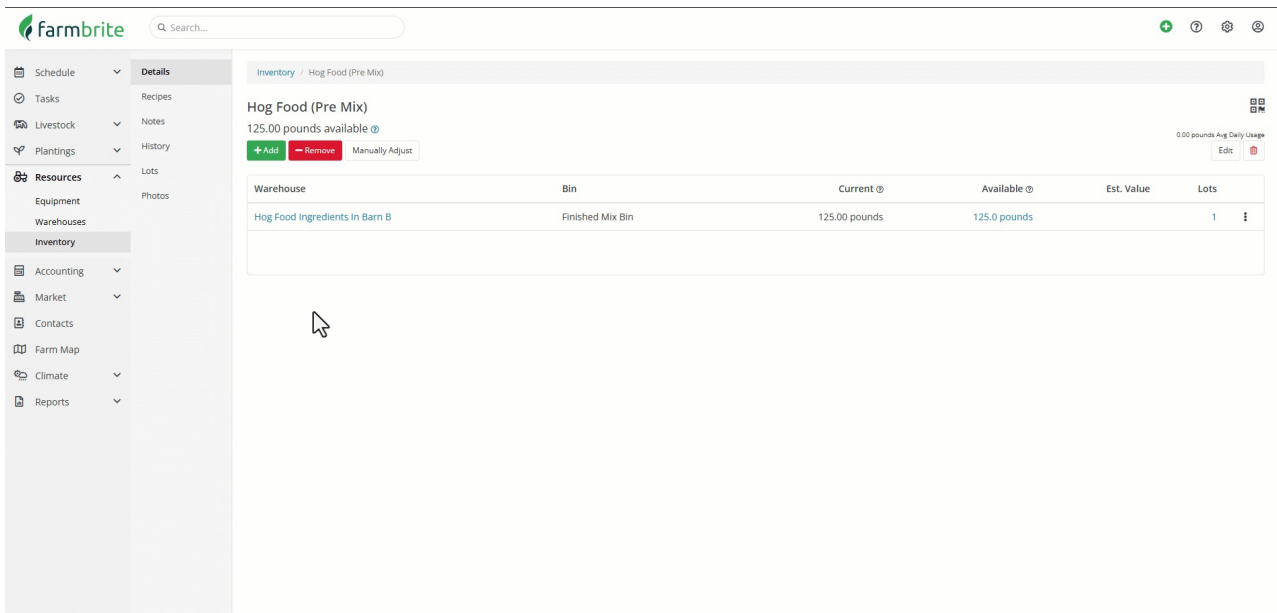 farmbrite
Search...
Schedule
Tasks
Livestock
Plantings
Resources
Equipment
Warehouses
Inventory
Accounting
Market
Contacts
Farm Map
Climate
Reports
Details
Recipes
Notes
History
Lots
Photos
Inventory / Hog Food (Pre Mix)
Hog Food (Pre Mix)
125.00 pounds available
0.00 pounds Avg Daily Usage
+ Add
− Remove
Manually Adjust
Edit
Warehouse Bin Current Available Est. Value Lots
Hog Food Ingredients In Barn B Finished Mix Bin 125.00 pounds 125.0 pounds 1